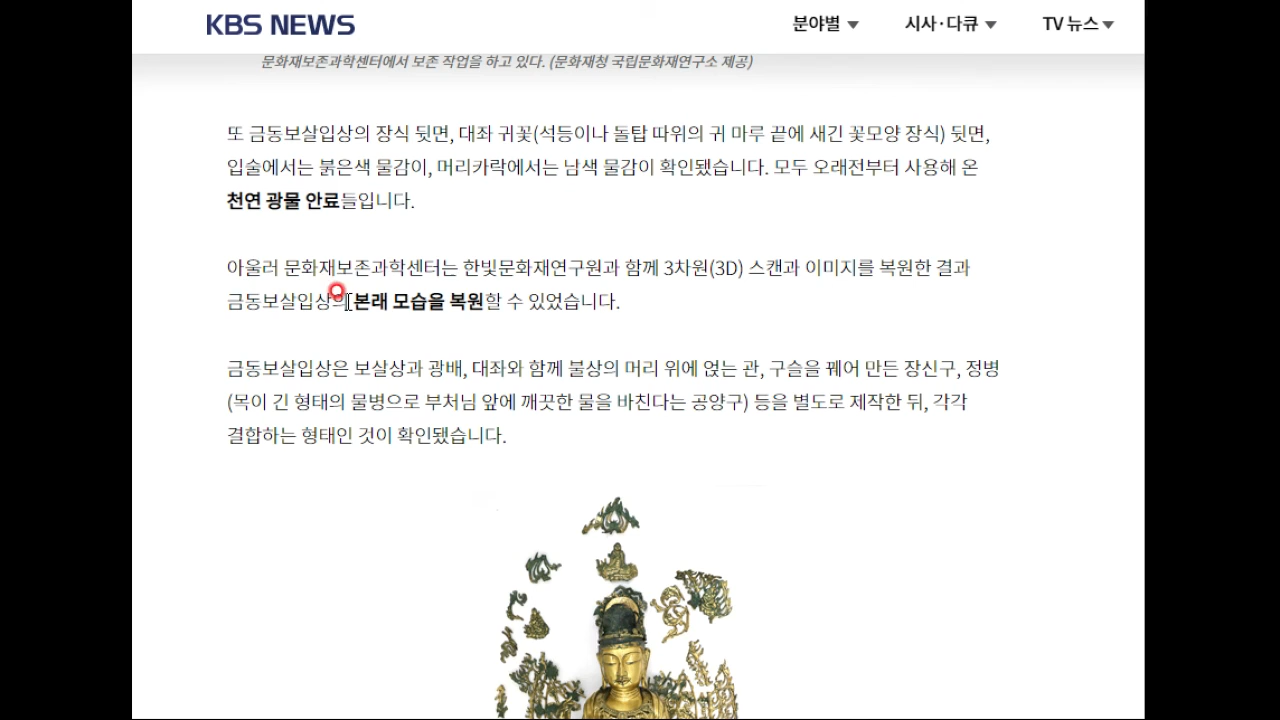 KBS NEWS
분야별 시사·다큐 TV 뉴스
문화재보존과학센터에서 보존 작업을 하고 있다. (문화재청 국립문화재연구소 제공)
또 금동보살입상의 장식 뒷면, 대좌 귀꽃(석등이나 돌탑 따위의 귀 마루 끝에 새긴 꽃모양 장식) 뒷면,
입술에서는 붉은색 물감이, 머리카락에서는 남색 물감이 확인됐습니다. 모두 오래전부터 사용해 온
천연 광물 안료들입니다.
아울러 문화재보존과학센터는 한빛문화재연구원과 함께 3차원(3D) 스캔과 이미지를 복원한 결과
금동보살입상의 본래 모습을 복원할 수 있었습니다.
금동보살입상은 보살상과 광배, 대좌와 함께 불상의 머리 위에 얹는 관, 구슬을 꿰어 만든 장신구, 정병
(목이 긴 형태의 물병으로 부처님 앞에 깨끗한 물을 바친다는 공양구) 등을 별도로 제작한 뒤, 각각
결합하는 형태인 것이 확인됐습니다.